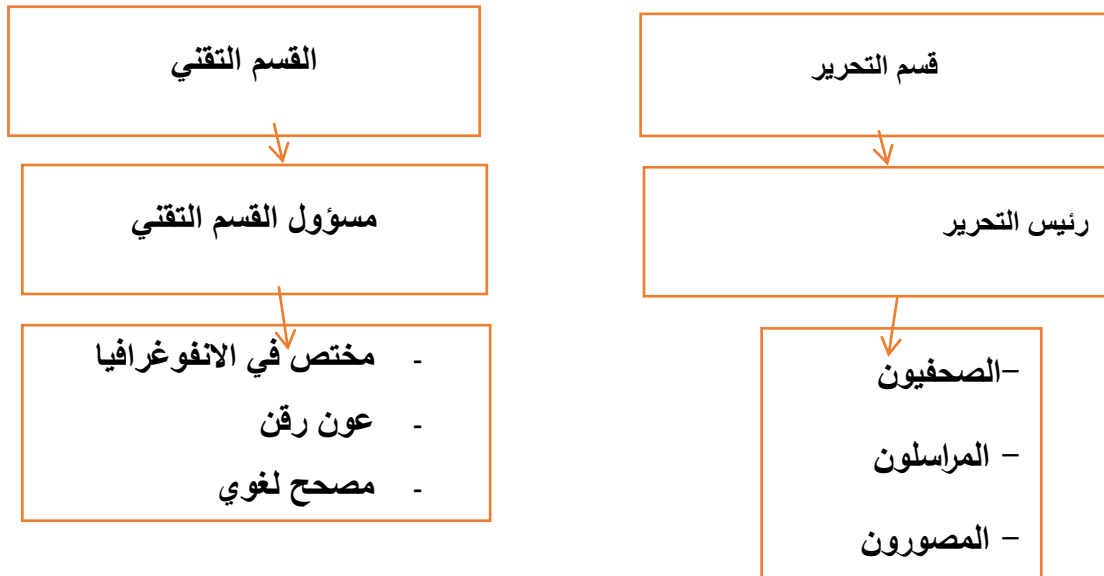 قسم التحرير
رئيس التحرير
–الصحفيون
– المراسلون
– المصورون
القسم التقني
مسؤول القسم التقني
- مختص في الانفوغرافيا
- عون رقن
- مصحح لغوي